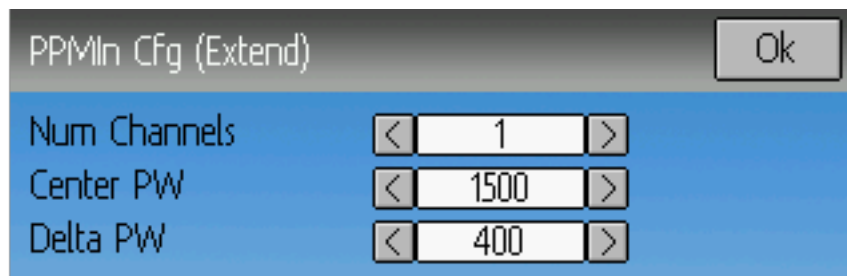 PPMIn Cfg (Extend) Ok
Num Channels < 1 >
Center PW < 1500 >
Delta PW < 400 >